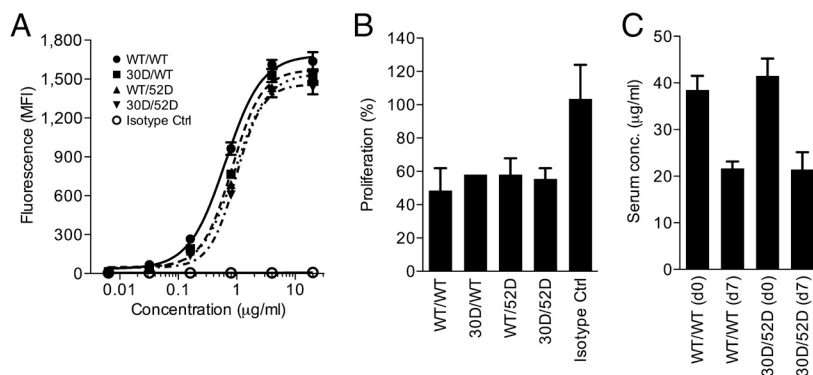 A
Fluorescence (MFI)
1,800
1,500
1,200
900
600
300
0
WT/WT
30D/WT
WT/52D
30D/52D
Isotype Ctrl
0.01 0.1 1 10
Concentration (μg/ml)
B
Proliferation (%)
140
120
100
80
60
40
20
0
WT/WT
30D/WT
WT/52D
30D/52D
Isotype Ctrl
C
Serum conc. (μg/ml)
50
40
30
20
10
0
WT/WT (d0)
WT/WT (d7)
30D/52D (d0)
30D/52D (d7)